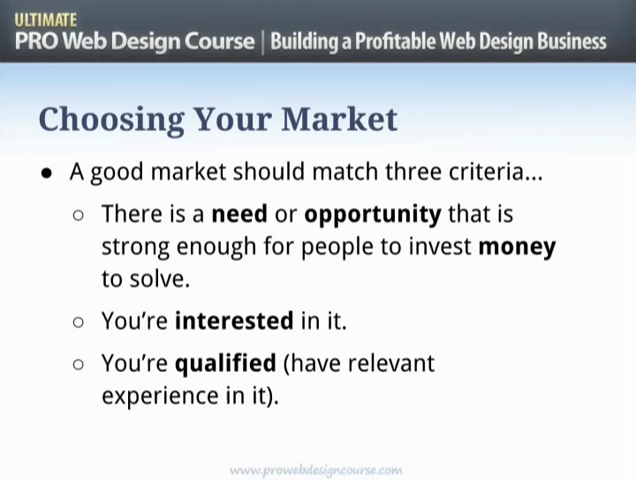 ULTIMATE
PRO Web Design Course | Building a Profitable Web Design Business
Choosing Your Market
● A good market should match three criteria...
○ There is a need or opportunity that is
strong enough for people to invest money
to solve.
○ You’re interested in it.
○ You’re qualified (have relevant
experience in it).
www.prowebdesigncourse.com